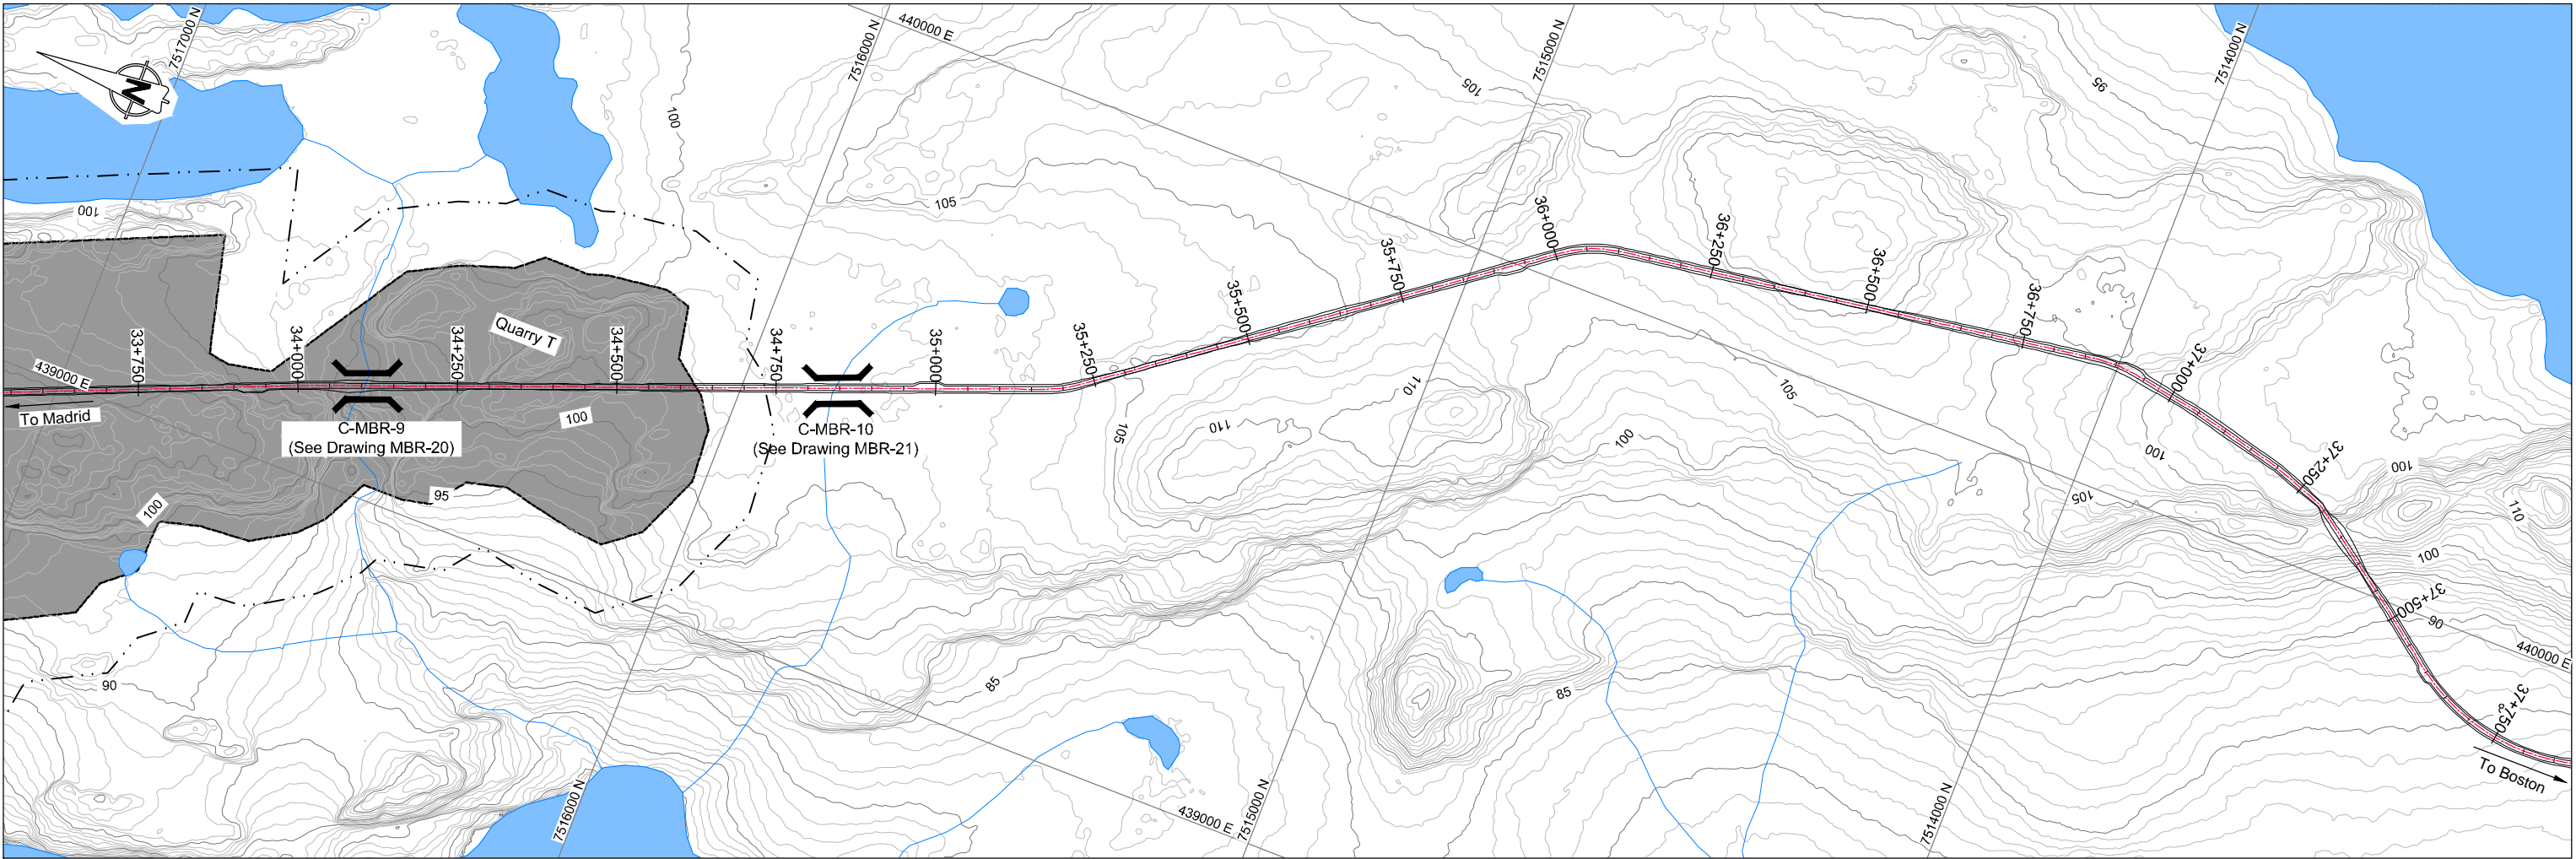 7517000 N
7516000 N
440000 E
7515000 N
7514000 N
N
100
105
95
105
100
36+000
36+250
35+750
36+500
35+500
36+750
35+250
37+000
33+750
34+000
34+250
Quarry T
34+500
34+750
35+000
439000 E
To Madrid
C-MBR-9
(See Drawing MBR-20)
100
C-MBR-10
(See Drawing MBR-21)
110
105
110
105
100
100
37+250
100
105
110
100
95
100
37+500
90
440000 E
90
85
85
37+750
To Boston
7516000 N
439000 E
7515000 N
7514000 N